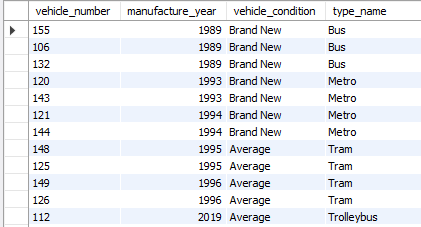 vehicle_number manufacture_year vehicle_condition type_name
155 1989 Brand New Bus
106 1989 Brand New Bus
132 1989 Brand New Bus
120 1993 Brand New Metro
143 1993 Brand New Metro
121 1994 Brand New Metro
144 1994 Brand New Metro
148 1995 Average Tram
125 1995 Average Tram
149 1996 Average Tram
126 1996 Average Tram
112 2019 Average Trolleybus